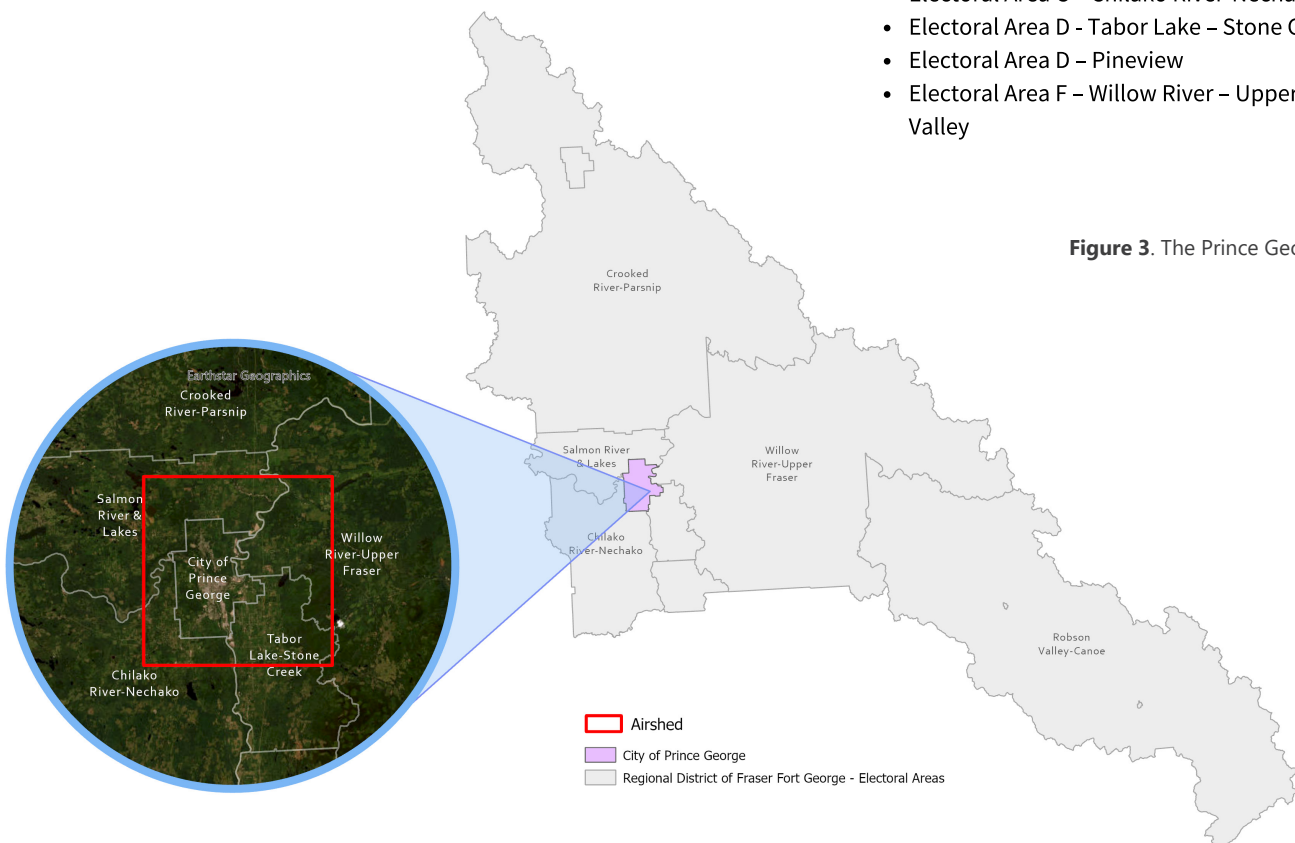 • Electoral Area D - Tabor Lake – Stone
• Electoral Area D – Pineview
• Electoral Area F – Willow River – Upper
Valley
Figure 3. The Prince
Crooked
River-Parsnip
Salmon River
& Lakes
Willow
River-Upper
Fraser
Chilako
River-Nechako
Robson
Valley-Canoe
Earthstar Geographics
Crooked
River-Parsnip
Salmon
River &
Lakes
City of
Prince
George
Willow
River-Upper
Fraser
Tabor
Lake-Stone
Creek
Chilako
River-Nechako
Airshed
City of Prince George
Regional District of Fraser Fort George - Electoral Areas